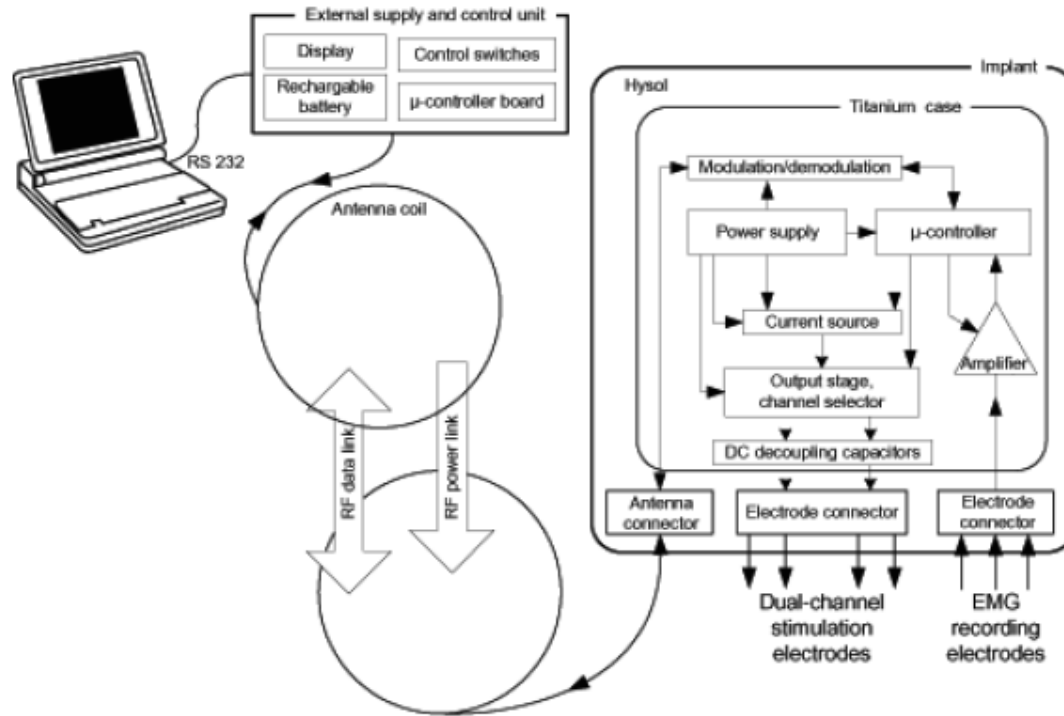 External supply and control unit
Display
Control switches
Rechargable
battery
µ-controller board
RS 232
Antenna coil
RF data link
RF power link
Implant
Hysol
Titanium case
Modulation/demodulation
Power supply
µ-controller
Current source
Amplifier
Output stage,
channel selector
DC decoupling capacitors
Antenna
connector
Electrode connector
Electrode
connector
Dual-channel
stimulation
electrodes
EMG
recording
electrodes